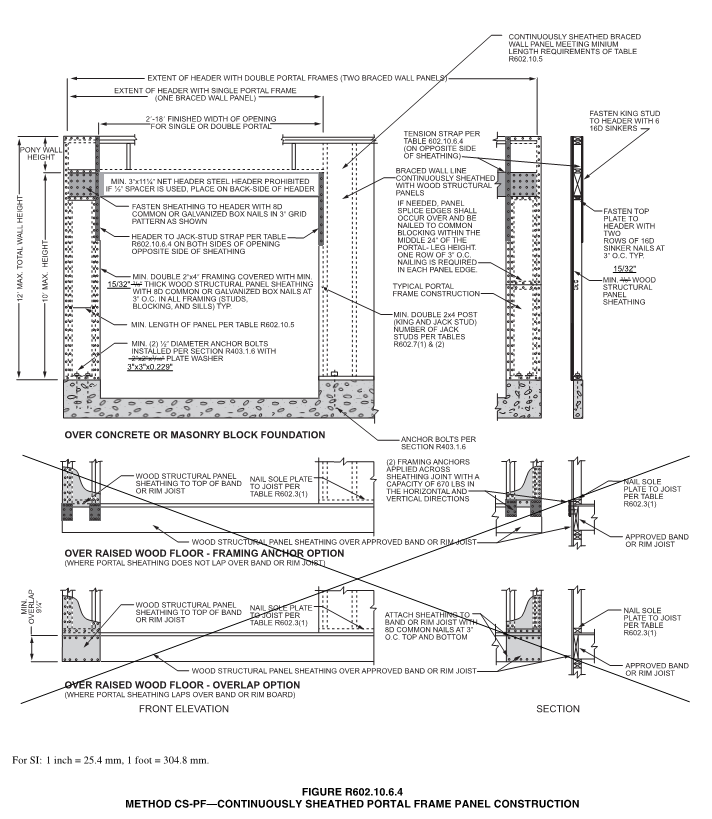 CONTINUOUSLY SHEATHED BRACED
WALL PANEL MEETING MINIUM
LENGTH REQUIREMENTS OF TABLE
R602.10.5
EXTENT OF HEADER WITH DOUBLE PORTAL FRAMES (TWO BRACED WALL PANELS)
EXTENT OF HEADER WITH SINGLE PORTAL FRAME
(ONE BRACED WALL PANEL)
2'-18' FINISHED WIDTH OF OPENING
FOR SINGLE OR DOUBLE PORTAL
FASTEN KING STUD
TO HEADER WITH 6
16D SINKERS
PONY WALL
HEIGHT
TENSION STRAP PER
TABLE 602.10.6.4
(ON OPPOSITE SIDE
OF SHEATHING)
MIN. 3"x11¼" NET HEADER STEEL HEADER PROHIBITED
IF ½" SPACER IS USED, PLACE ON BACK-SIDE OF HEADER
BRACED WALL LINE
CONTINUOUSLY SHEATHED
WITH WOOD STRUCTURAL
PANELS
FASTEN SHEATHING TO HEADER WITH 8D
COMMON OR GALVANIZED BOX NAILS IN 3" GRID
PATTERN AS SHOWN
HEADER TO JACK-STUD STRAP PER TABLE
R602.10.6.4 ON BOTH SIDES OF OPENING
OPPOSITE SIDE OF SHEATHING
IF NEEDED, PANEL
SPLICE EDGES SHALL
OCCUR OVER AND BE
NAILED TO COMMON
BLOCKING WITHIN THE
MIDDLE 24" OF THE
PORTAL- LEG HEIGHT.
ONE ROW OF 3" O.C.
NAILING IS REQUIRED
IN EACH PANEL EDGE.
FASTEN TOP
PLATE TO
HEADER WITH
TWO
ROWS OF 16D
SINKER NAILS AT
3" O.C. TYP.
15/32"
MIN. ⁷⁄₁₆" WOOD
STRUCTURAL
PANEL
SHEATHING
12' MAX. TOTAL WALL HEIGHT
10' MAX. HEIGHT
MIN. DOUBLE 2"x4" FRAMING COVERED WITH MIN.
15/32" ⁷⁄₁₆" THICK WOOD STRUCTURAL PANEL SHEATHING
WITH 8D COMMON OR GALVANIZED BOX NAILS AT
3" O.C. IN ALL FRAMING (STUDS,
BLOCKING, AND SILLS) TYP.
TYPICAL PORTAL
FRAME CONSTRUCTION
MIN. LENGTH OF PANEL PER TABLE R602.10.5
MIN. DOUBLE 2x4 POST
(KING AND JACK STUD)
NUMBER OF JACK
STUDS PER TABLES
R602.7(1) & (2)
MIN. (2) ½" DIAMETER ANCHOR BOLTS
INSTALLED PER SECTION R403.1.6 WITH
2"x2"x³⁄₁₆" PLATE WASHER
3"x3"x0.229"
OVER CONCRETE OR MASONRY BLOCK FOUNDATION
ANCHOR BOLTS PER
SECTION R403.1.6
WOOD STRUCTURAL PANEL
SHEATHING TO TOP OF BAND
OR RIM JOIST
NAIL SOLE PLATE
TO JOIST PER
TABLE R602.3(1)
(2) FRAMING ANCHORS
APPLIED ACROSS
SHEATHING JOINT WITH A
CAPACITY OF 670 LBS IN
THE HORIZONTAL AND
VERTICAL DIRECTIONS
NAIL SOLE
PLATE TO JOIST
PER TABLE
R602.3(1)
APPROVED BAND
OR RIM JOIST
WOOD STRUCTURAL PANEL SHEATHING OVER APPROVED BAND OR RIM JOIST
OVER RAISED WOOD FLOOR - FRAMING ANCHOR OPTION
(WHERE PORTAL SHEATHING DOES NOT LAP OVER BAND OR RIM JOIST)
MIN.
OVERLAP
9¼"
WOOD STRUCTURAL PANEL
SHEATHING TO TOP OF BAND
OR RIM JOIST
NAIL SOLE PLATE
TO JOIST PER
TABLE R602.3(1)
ATTACH SHEATHING TO
BAND OR RIM JOIST WITH
8D COMMON NAILS AT 3"
O.C. TOP AND BOTTOM
NAIL SOLE
PLATE TO JOIST
PER TABLE
R602.3(1)
APPROVED BAND
OR RIM JOIST
WOOD STRUCTURAL PANEL SHEATHING OVER APPROVED BAND OR RIM JOIST
OVER RAISED WOOD FLOOR - OVERLAP OPTION
(WHERE PORTAL SHEATHING LAPS OVER BAND OR RIM BOARD)
FRONT ELEVATION
SECTION
For SI: 1 inch = 25.4 mm, 1 foot = 304.8 mm.
FIGURE R602.10.6.4
METHOD CS-PF—CONTINUOUSLY SHEATHED PORTAL FRAME PANEL CONSTRUCTION